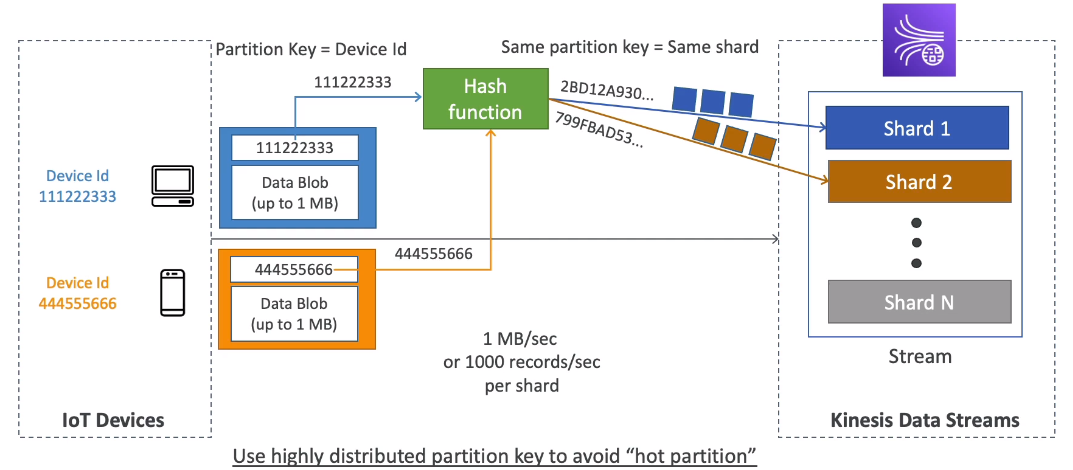 Partition Key = Device Id
Same partition key = Same shard
111222333
Hash
function
2BD12A930...
799FBAD53...
Shard 1
Shard 2
Shard N
Stream
Device Id
111222333
111222333
Data Blob
(up to 1 MB)
Device Id
444555666
444555666
444555666
Data Blob
(up to 1 MB)
1 MB/sec
or 1000 records/sec
per shard
IoT Devices
Kinesis Data Streams
Use highly distributed partition key to avoid “hot partition”